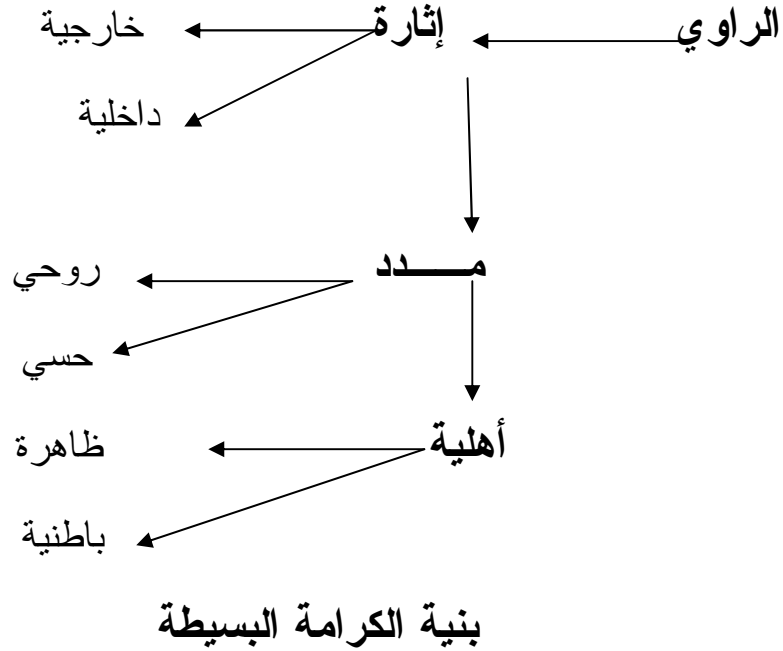 الراوي إثارة خارجية
داخلية
مـــــدد روحي
حسي
أهلية ظاهرة
باطنية
بنية الكرامة البسيطة